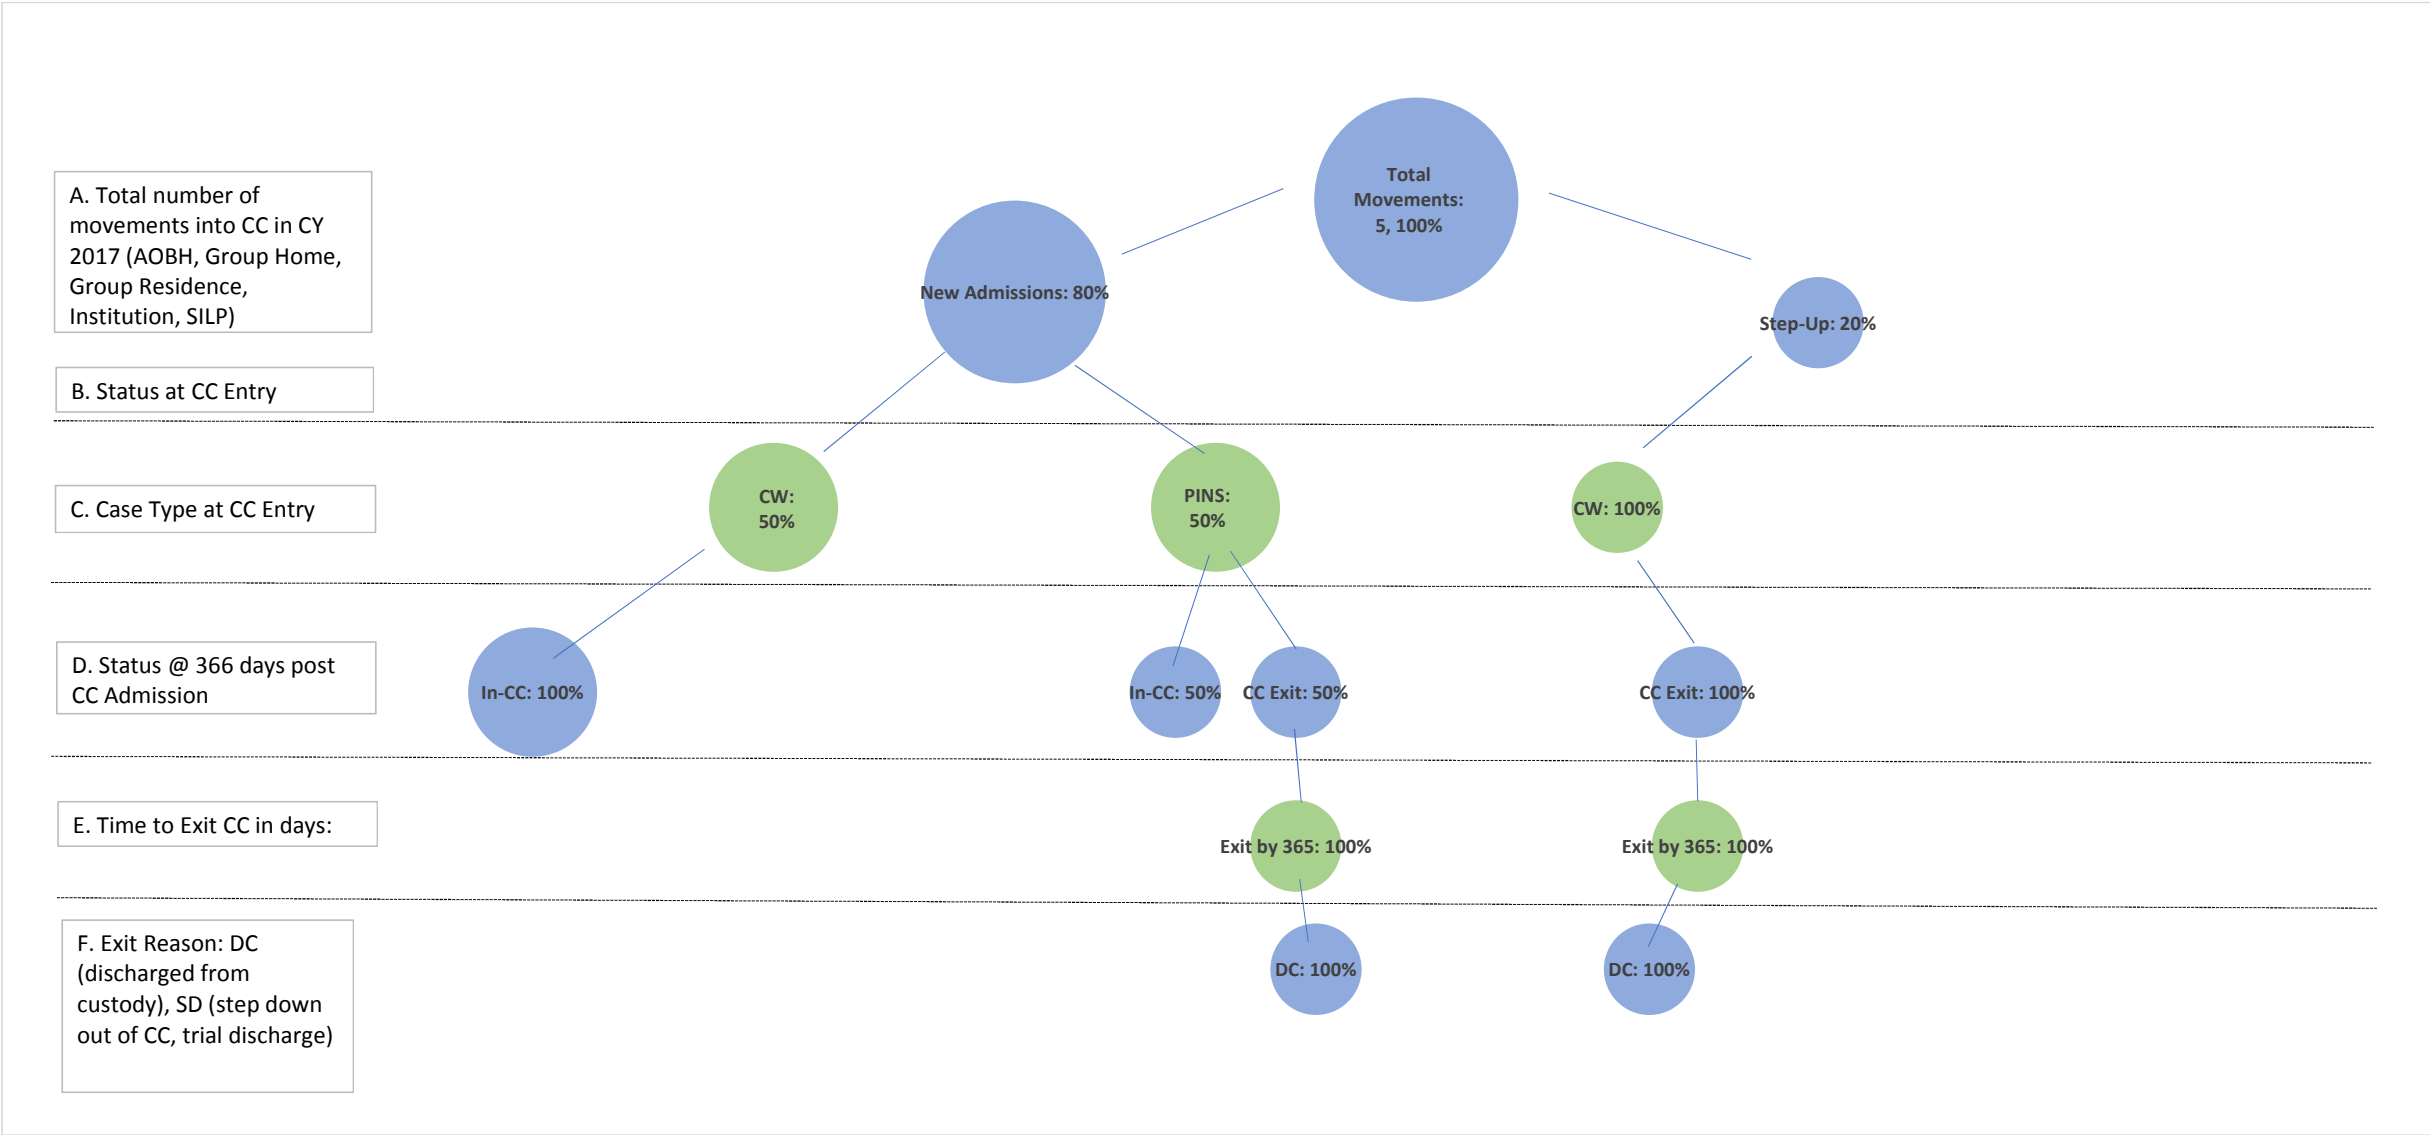 Total
Movements:
5, 100%
A. Total number of
movements into CC in CY
2017 (AOBH, Group Home,
Group Residence,
Institution, SILP)
New Admissions: 80%
Step-Up: 20%
B. Status at CC Entry
C. Case Type at CC Entry
CW:
50%
PINS:
50%
CW: 100%
D. Status @ 366 days post
CC Admission
In-CC: 100%
In-CC: 50%
CC Exit: 50%
CC Exit: 100%
E. Time to Exit CC in days:
Exit by 365: 100%
Exit by 365: 100%
F. Exit Reason: DC
(discharged from
custody), SD (step down
out of CC, trial discharge)
DC: 100%
DC: 100%